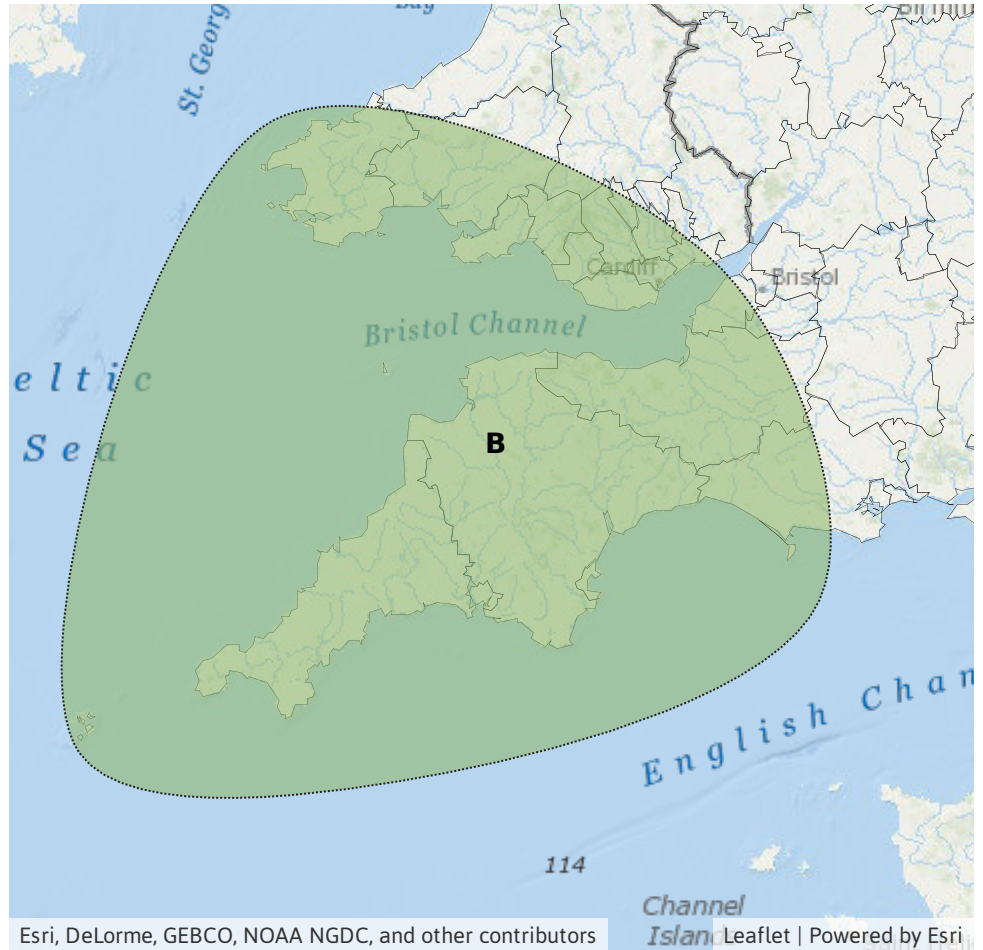 St. Georg
Cardiff
Bristol
Bristol Channel
eltic
Sea
B
English Chan
114
Channel
Islands
Esri, DeLorme, GEBCO, NOAA NGDC, and other contributors
Leaflet | Powered by Esri